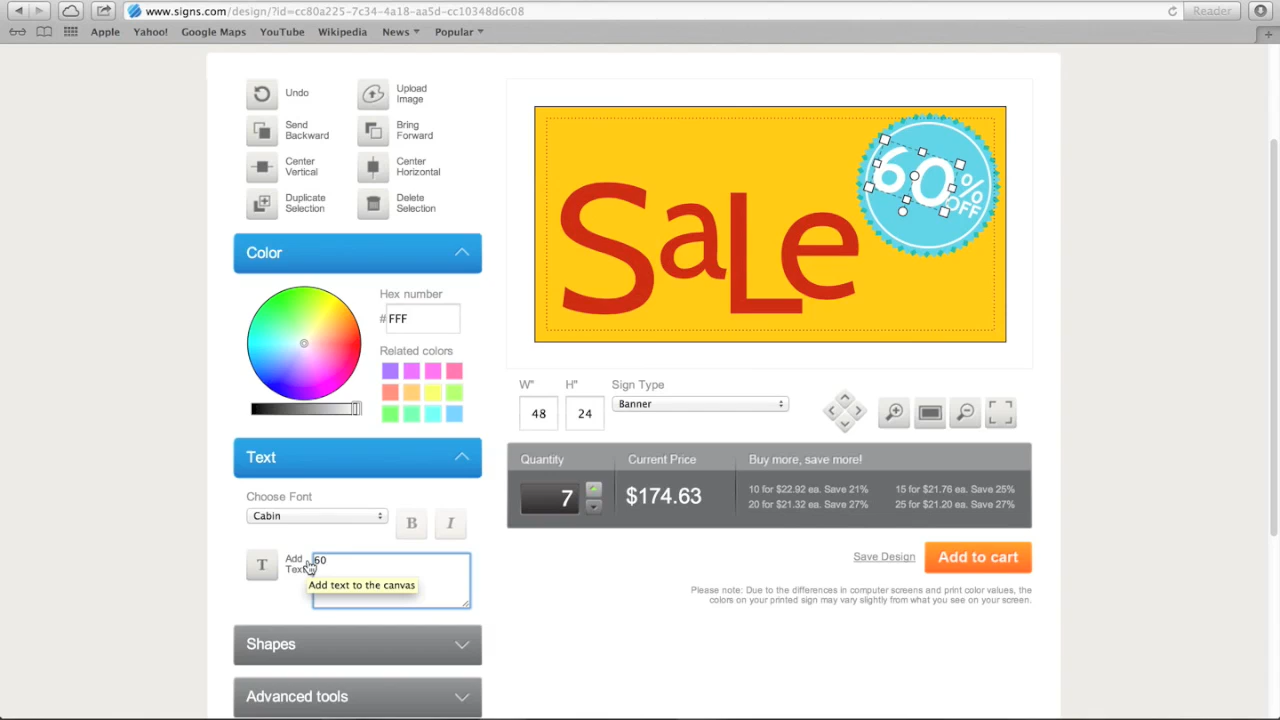 www.signs.com/design/?id=cc80a225-7c34-4a18-aa5d-cc10348d6c08
Reader
Apple Yahoo! Google Maps YouTube Wikipedia News Popular
Undo
Upload
Image
Send
Backward
Bring
Forward
Center
Vertical
Center
Horizontal
Duplicate
Selection
Delete
Selection
Color
Hex number
# FFF
Related colors
Text
Choose Font
Cabin
B I
T
Add
Text
60
Add text to the canvas
Shapes
Advanced tools
SaLe
60
%
OFF
W" H" Sign Type
48 24 Banner
Quantity Current Price Buy more, save more!
7 $174.63
10 for $22.92 ea. Save 21% 15 for $21.76 ea. Save 25%
20 for $21.32 ea. Save 27% 25 for $21.20 ea. Save 27%
Save Design Add to cart
Please note: Due to the differences in computer screens and print color values, the
colors on your printed sign may vary slightly from what you see on your screen.